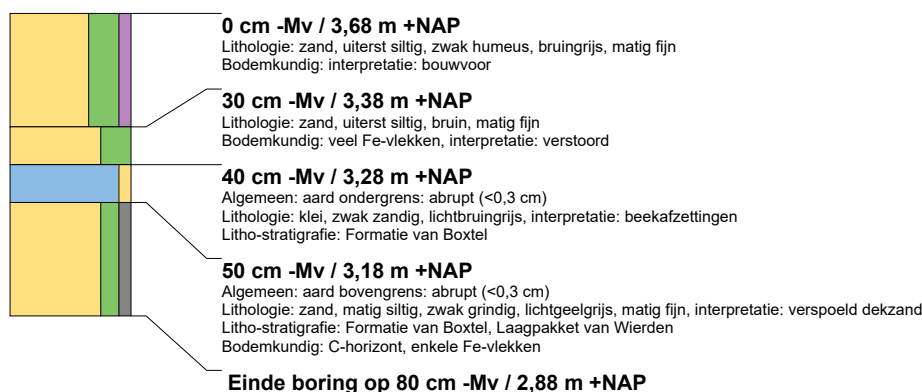 0 cm -Mv / 3,68 m +NAP
Lithologie: zand, uiterst siltig, zwak humeus, bruingrijs, matig fijn
Bodemkundig: interpretatie: bouwvoor
30 cm -Mv / 3,38 m +NAP
Lithologie: zand, uiterst siltig, bruin, matig fijn
Bodemkundig: veel Fe-vlekken, interpretatie: verstoord
40 cm -Mv / 3,28 m +NAP
Algemeen: aard ondergrens: abrupt (<0,3 cm)
Lithologie: klei, zwak zandig, lichtbruingrijs, interpretatie: beekafzettingen
Litho-stratigrafie: Formatie van Boxtel
50 cm -Mv / 3,18 m +NAP
Algemeen: aard bovengrens: abrupt (<0,3 cm)
Lithologie: zand, matig siltig, zwak grindig, lichtgeelgrijs, matig fijn, interpretatie: verspoeld dekzand
Litho-stratigrafie: Formatie van Boxtel, Laagpakket van Wierden
Bodemkundig: C-horizont, enkele Fe-vlekken
Einde boring op 80 cm -Mv / 2,88 m +NAP